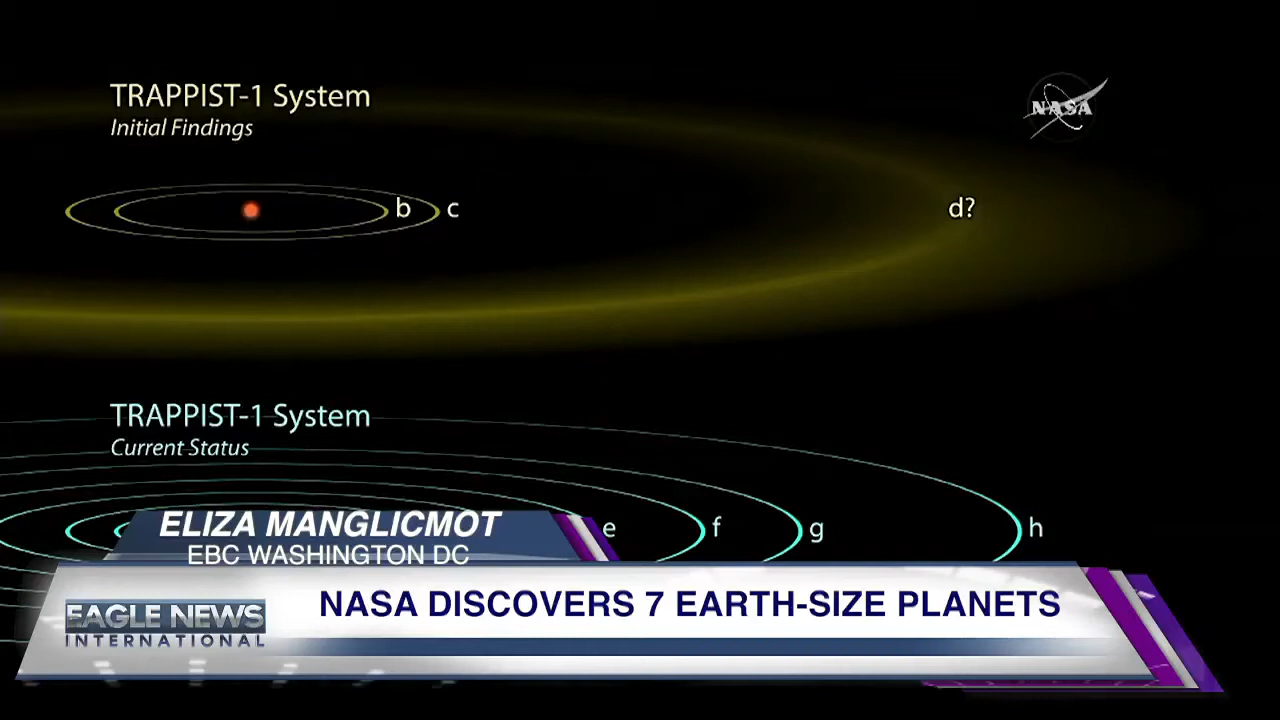 TRAPPIST-1 System
Initial Findings
NASA
b
c
d?
TRAPPIST-1 System
Current Status
e
f
g
h
ELIZA MANGLICMOT
EBC WASHINGTON DC
EAGLE NEWS
INTERNATIONAL
NASA DISCOVERS 7 EARTH-SIZE PLANETS